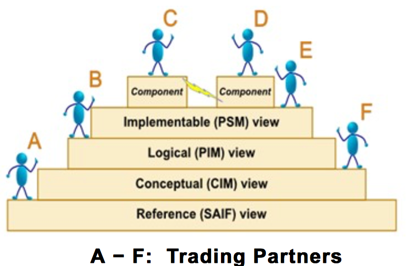 C D
E
B
Component Component
F
Implementable (PSM) view
A
Logical (PIM) view
Conceptual (CIM) view
Reference (SAIF) view
A – F: Trading Partners